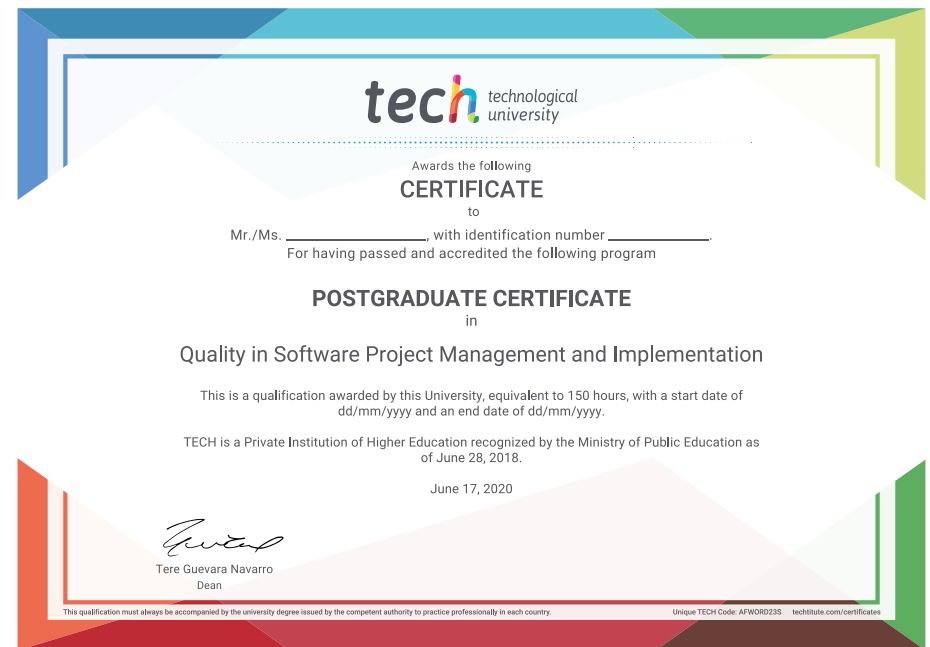 tech technological
university
Awards the following
CERTIFICATE
to
Mr./Ms. ____________________, with identification number ______________.
For having passed and accredited the following program
POSTGRADUATE CERTIFICATE
in
Quality in Software Project Management and Implementation
This is a qualification awarded by this University, equivalent to 150 hours, with a start date of
dd/mm/yyyy and an end date of dd/mm/yyyy.
TECH is a Private Institution of Higher Education recognized by the Ministry of Public Education as
of June 28, 2018.
June 17, 2020
Tere Guevara Navarro
Dean
This qualification must always be accompanied by the university degree issued by the competent authority to practice professionally in each country.
Unique TECH Code: AFWORD23S techtitute.com/certificates